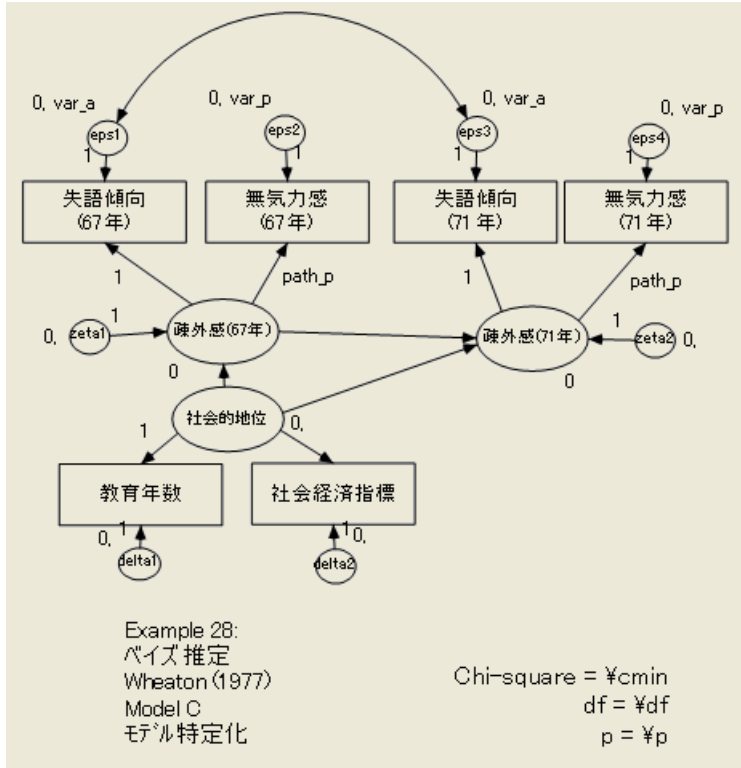 0, var_a
0, var_p
0, var_a
0, var_p
eps1
eps2
eps3
eps4
1
1
1
1
失語傾向
(67年)
無気力感
(67年)
失語傾向
(71年)
無気力感
(71年)
1
path_p
1
path_p
0,
zeta1
1
疎外感(67年)
疎外感(71年)
1
zeta2
0,
0
0
社会的地位
0,
1
教育年数
社会経済指標
0,
1
1
0,
delta1
delta2
Example 28:
ベイズ推定
Wheaton (1977)
Model C
モデル特定化
Chi-square = ¥cmin
df = ¥df
p = ¥p